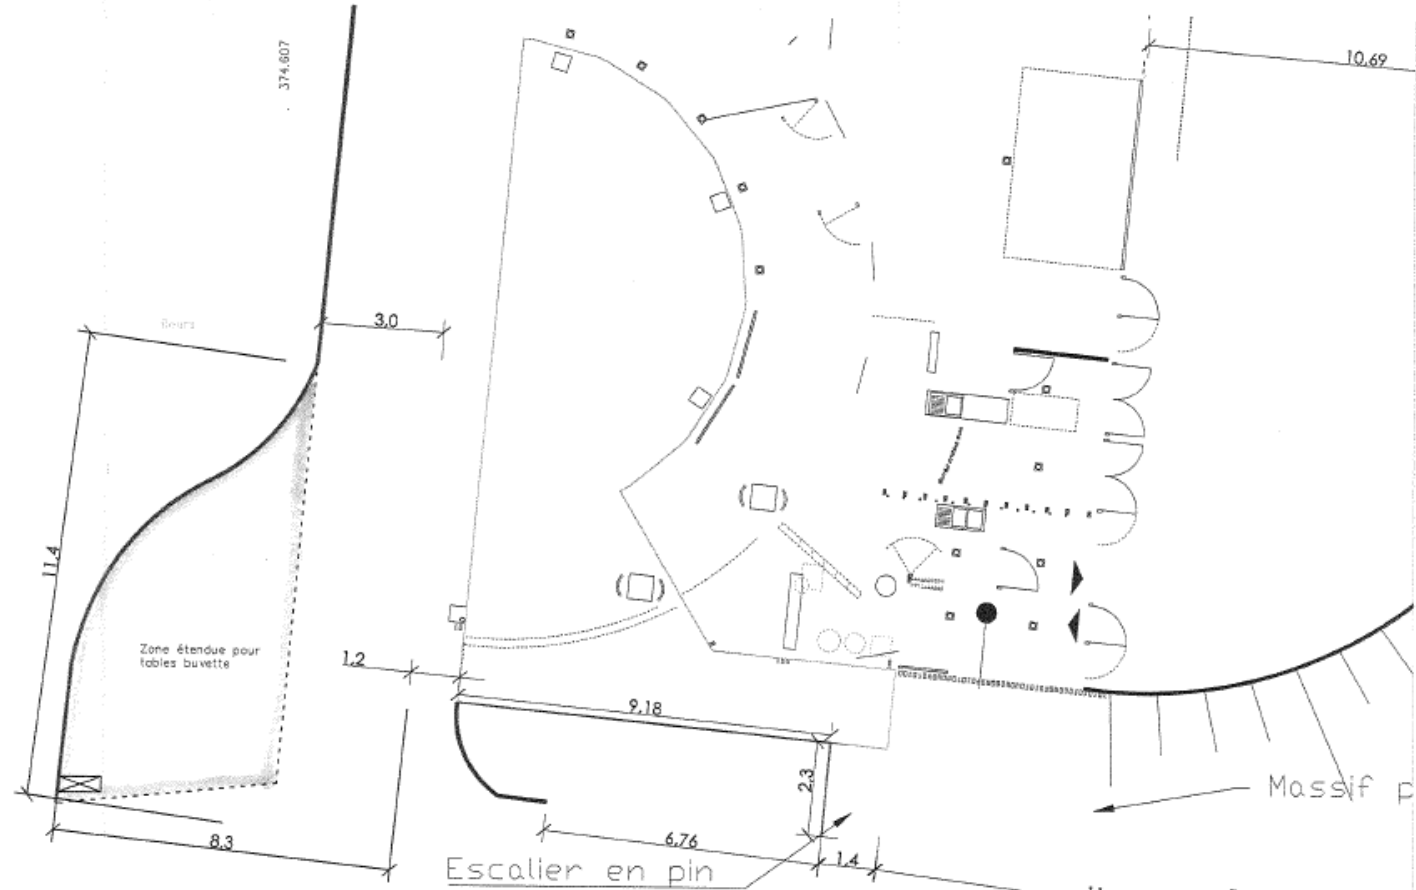 10,69
374.607
3,0
11,4
Zone étendue pour
tables buvette
1,2
9,18
2,3
Massif p
8,3
6,76
Escalier en pin
1,4